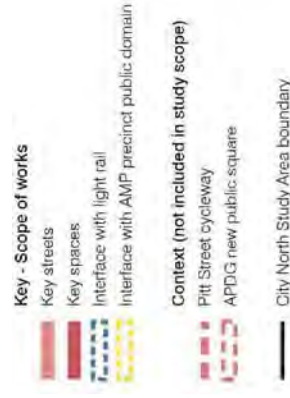 Key - Scope of works
Key streets
Key spaces
Interface with light rail
Interface with AMP precinct public domain
Context (not included in study scope)
Pitt Street cycleway
APDG new public square
City North Study Area boundary